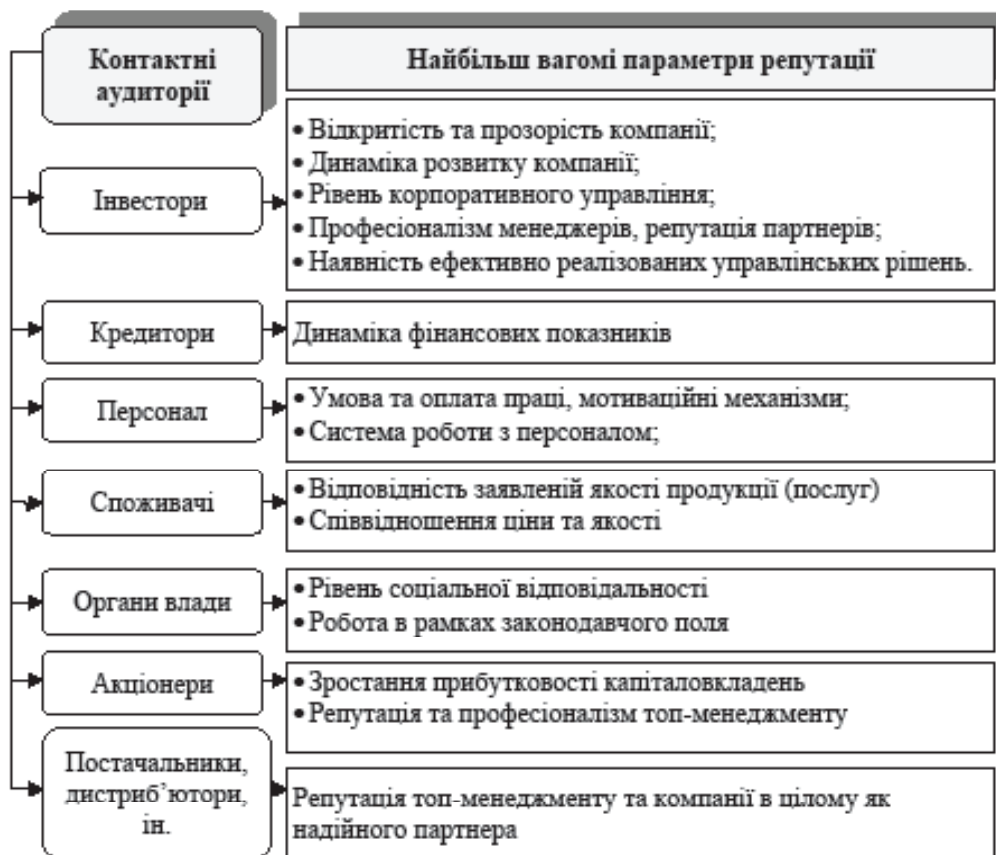 Контактні
аудиторії
Найбільш вагомі параметри репутації
Інвестори
• Відкритість та прозорість компанії;
• Динаміка розвитку компанії;
• Рівень корпоративного управління;
• Професіоналізм менеджерів, репутація партнерів;
• Наявність ефективно реалізованих управлінських рішень.
Кредитори
Динаміка фінансових показників
Персонал
• Умова та оплата праці, мотиваційні механізми;
• Система роботи з персоналом;
Споживачі
• Відповідність заявленій якості продукції (послуг)
• Співвідношення ціни та якості
Органи влади
• Рівень соціальної відповідальності
• Робота в рамках законодавчого поля
Акціонери
• Зростання прибутковості капіталовкладень
• Репутація та професіоналізм топ-менеджменту
Постачальники,
дистриб’ютори,
ін.
Репутація топ-менеджменту та компанії в цілому як
надійного партнера